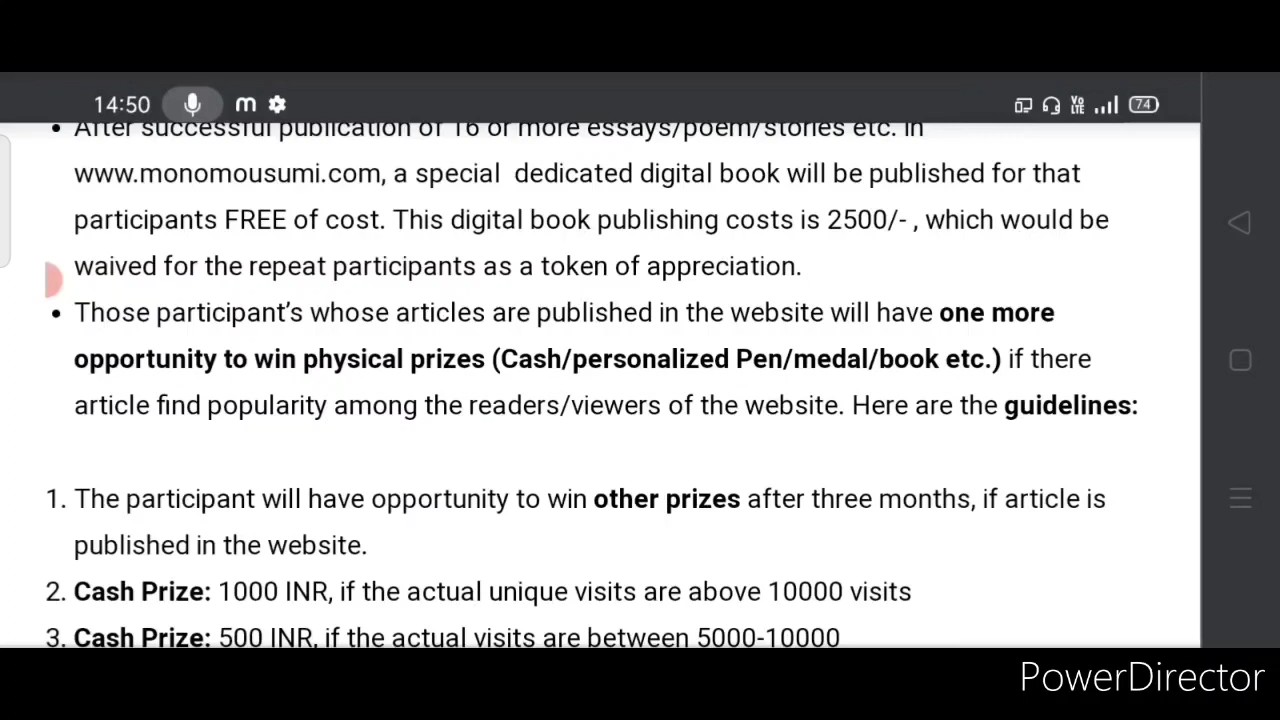 14:50 m Vo LTE 74
After successful publication of 16 or more essays/poem/stories etc. in
www.monomousumi.com, a special dedicated digital book will be published for that
participants FREE of cost. This digital book publishing costs is 2500/- , which would be
waived for the repeat participants as a token of appreciation.
Those participant’s whose articles are published in the website will have one more
opportunity to win physical prizes (Cash/personalized Pen/medal/book etc.) if there
article find popularity among the readers/viewers of the website. Here are the guidelines:
1. The participant will have opportunity to win other prizes after three months, if article is
published in the website.
2. Cash Prize: 1000 INR, if the actual unique visits are above 10000 visits
3. Cash Prize: 500 INR, if the actual visits are between 5000-10000
PowerDirector